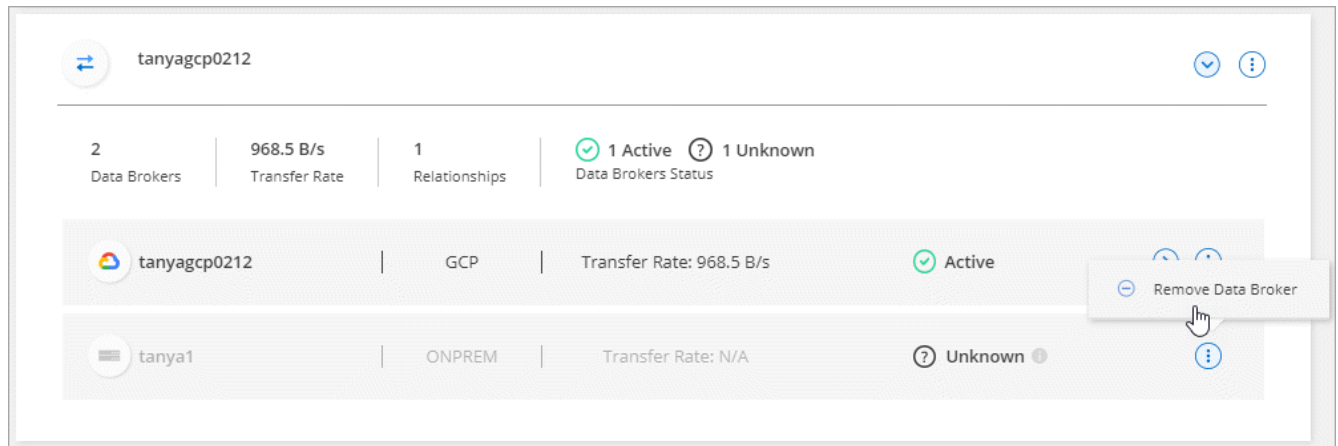 tanyagcp0212
2 968.5 B/s 1 1 Active ? 1 Unknown
Data Brokers Transfer Rate Relationships Data Brokers Status
tanyagcp0212 GCP Transfer Rate: 968.5 B/s Active
Remove Data Broker
tanya1 ONPREM Transfer Rate: N/A ? Unknown